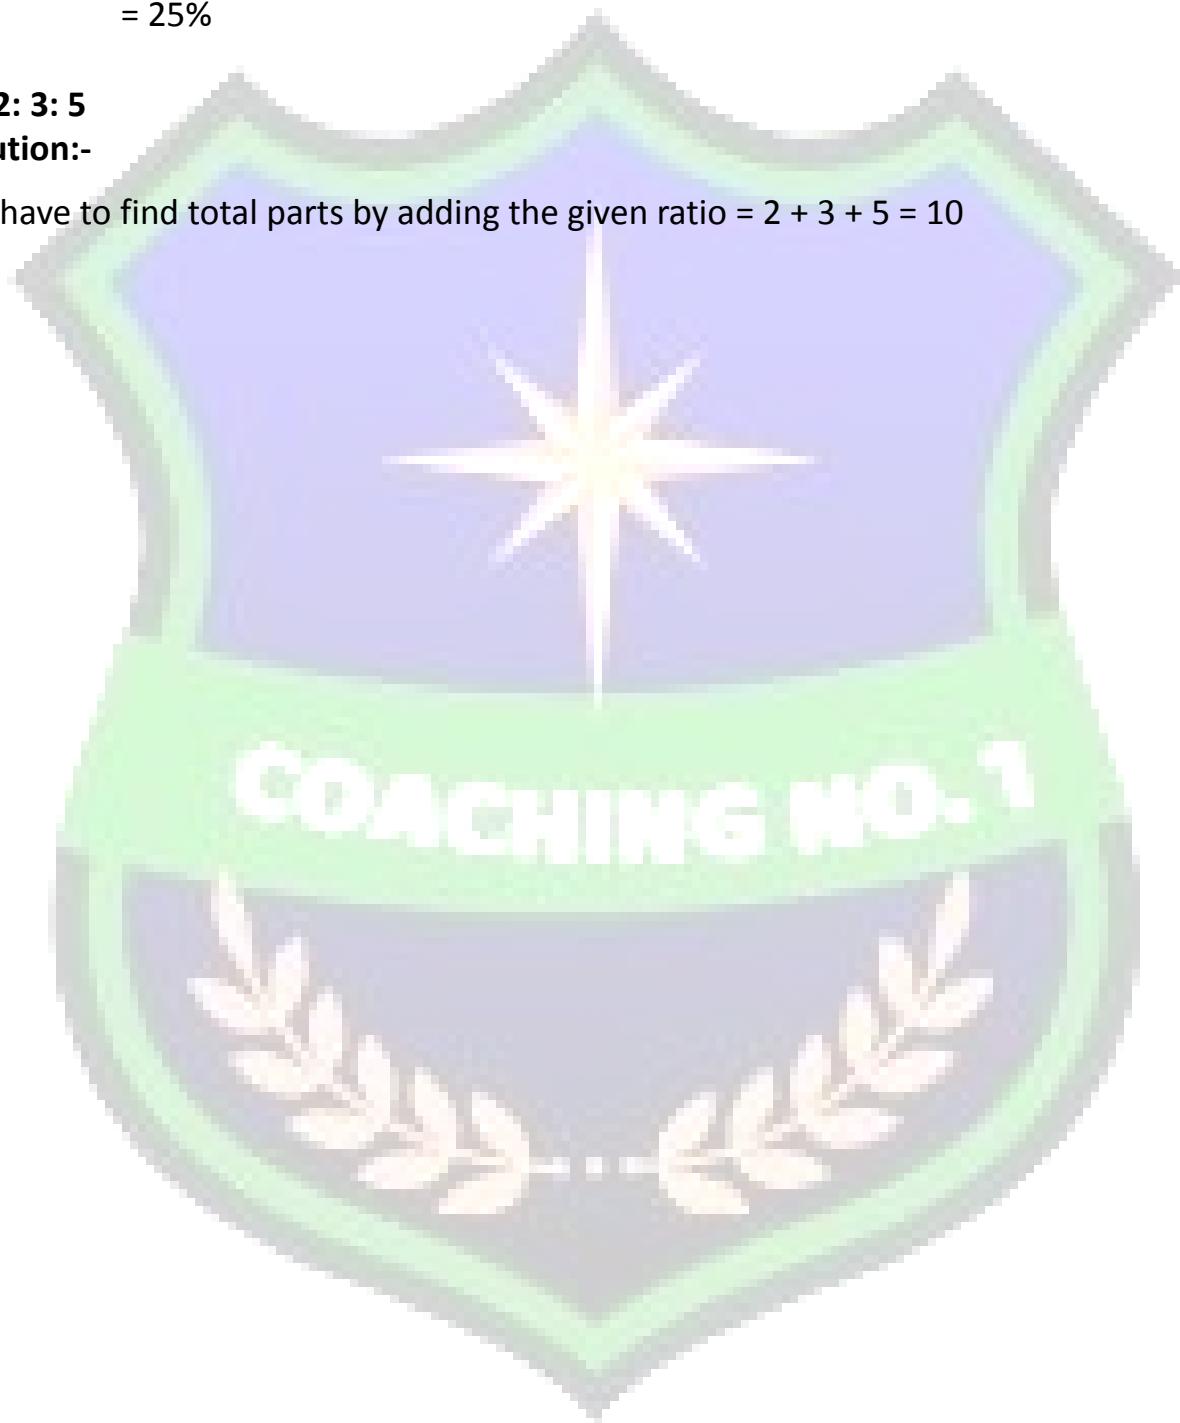 = 25%
2: 3: 5
ution:-
have to find total parts by adding the given ratio = 2 + 3 + 5 = 10
COACHING NO. 1